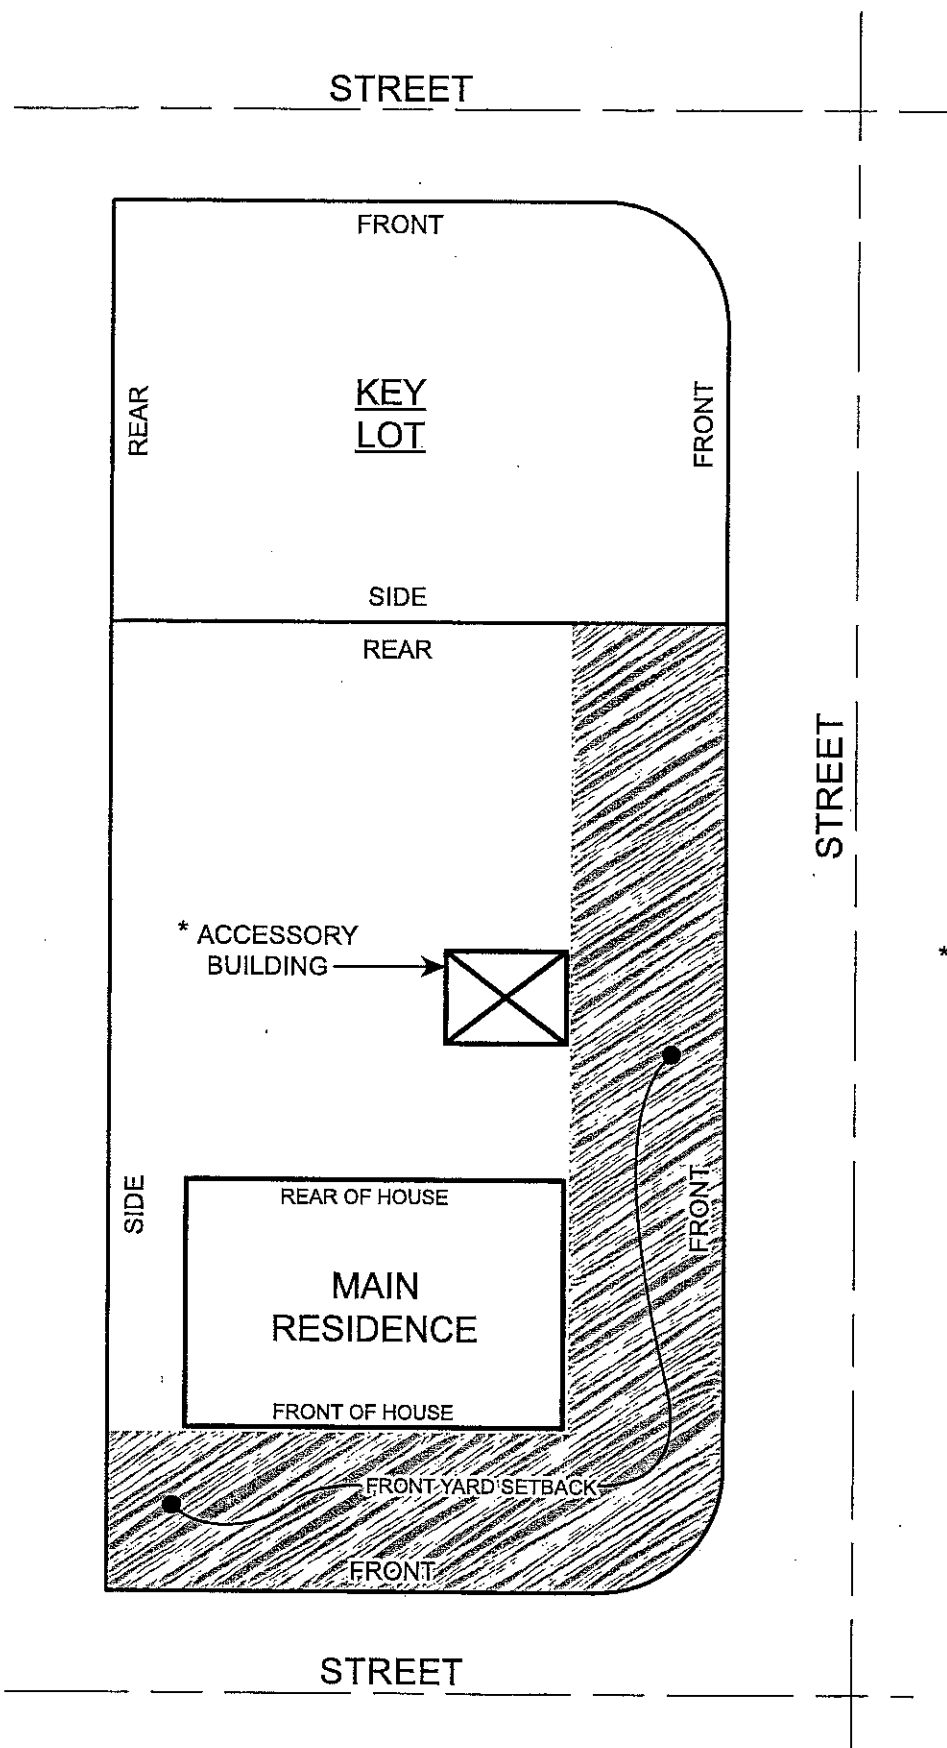 STREET
FRONT
REAR
KEY
LOT
FRONT
SIDE
REAR
STREET
* ACCESSORY
BUILDING
*
SIDE
REAR OF HOUSE
FRONT
MAIN
RESIDENCE
FRONT OF HOUSE
FRONT YARD SETBACK
FRONT
STREET